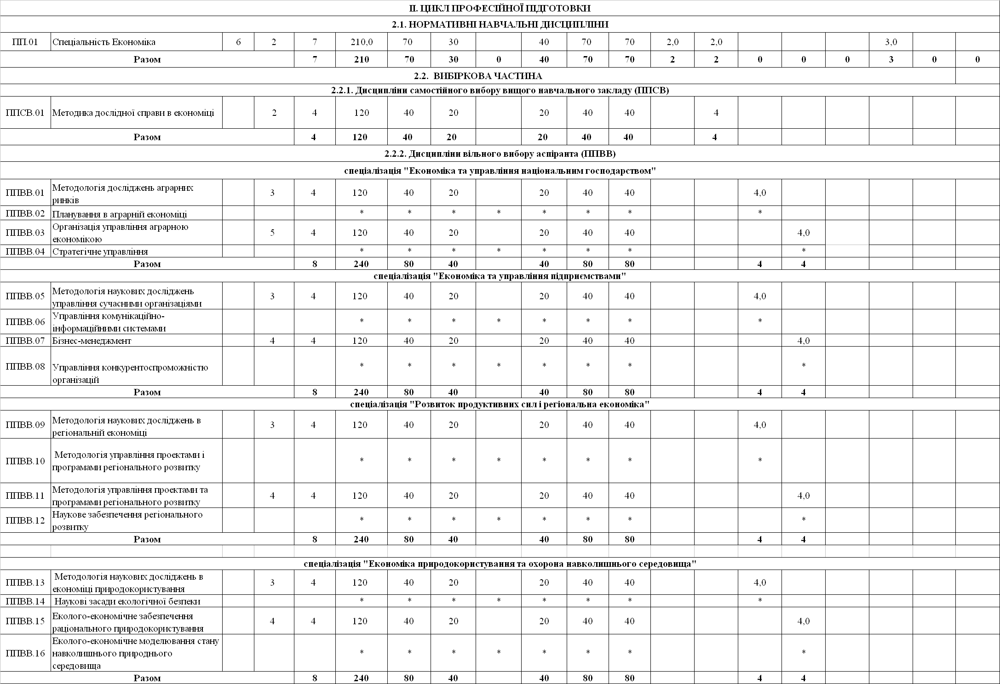 II. ЦИКЛ ПРОФЕСІЙНОЇ ПІДГОТОВКИ
2.1. НОРМАТИВНІ НАВЧАЛЬНІ ДИСЦИПЛІНИ
ПП.01 Спеціальність Економіка 6 2 7 210,0 70 30 40 70 70 2,0 2,0 3,0
Разом 7 210 70 30 0 40 70 70 2 2 0 0 0 3 0 0
2.2. ВИБІРКОВА ЧАСТИНА
2.2.1. Дисципліни самостійного вибору вищого навчального закладу (ППСВ)
ППСВ.01 Методика дослідної справи в економіці 2 4 120 40 20 20 40 40 4
Разом 4 120 40 20 20 40 40 4
2.2.2. Дисципліни вільного вибору аспіранта (ППВВ)
спеціалізація "Економіка та управління національним господарством"
ППВВ.01 Методологія досліджень аграрних
ринків 3 4 120 40 20 20 40 40 4,0
ППВВ.02 Планування в аграрній економіці * * * * * * * *
ППВВ.03 Організація управління аграрною
економікою 5 4 120 40 20 20 40 40 4,0
ППВВ.04 Стратегічне управління * * * * * * * *
Разом 8 240 80 40 40 80 80 4 4
спеціалізація "Економіка та управління підприємствами"
ППВВ.05 Методологія наукових досліджень
управління сучасними організаціями 3 4 120 40 20 20 40 40 4,0
ППВВ.06 Управління комунікаційно-
інформаційними системами * * * * * * * *
ППВВ.07 Бізнес-менеджмент 4 4 120 40 20 20 40 40 4,0
ППВВ.08 Управління конкурентоспроможністю
організацій * * * * * * * *
Разом 8 240 80 40 40 80 80 4 4
спеціалізація "Розвиток продуктивних сил і регіональна економіка"
ППВВ.09 Методологія наукових досліджень в
регіональній економіці 3 4 120 40 20 20 40 40 4,0
ППВВ.10 Методологія управління проектами і
програмами регіонального розвитку * * * * * * * *
ППВВ.11 Методологія управління проектами та
програмами регіонального розвитку 4 4 120 40 20 20 40 40 4,0
ППВВ.12 Наукове забезпечення регіонального
розвитку * * * * * * * *
Разом 8 240 80 40 40 80 80 4 4
спеціалізація "Економіка природокористування та охорона навколишнього середовища"
ППВВ.13 Методологія наукових досліджень в
економіці природокористування 3 4 120 40 20 20 40 40 4,0
ППВВ.14 Наукові засади екологічної безпеки * * * * * * * *
ППВВ.15 Еколого-економічне забезпечення
раціонального природокористування 4 4 120 40 20 20 40 40 4,0
ППВВ.16 Еколого-економічне моделювання стану
навколишнього природнього
середовища * * * * * * * *
Разом 8 240 80 40 40 80 80 4 4